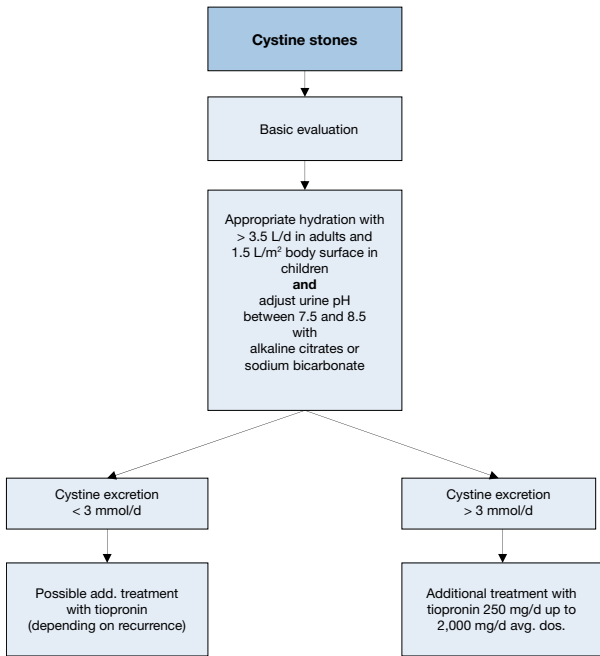 Cystine stones
Basic evaluation
Appropriate hydration with
> 3.5 L/d in adults and
1.5 L/m² body surface in
children
and
adjust urine pH
between 7.5 and 8.5
with
alkaline citrates or
sodium bicarbonate
Cystine excretion
< 3 mmol/d
Cystine excretion
> 3 mmol/d
Possible add. treatment
with tiopronin
(depending on recurrence)
Additional treatment with
tiopronin 250 mg/d up to
2,000 mg/d avg. dos.